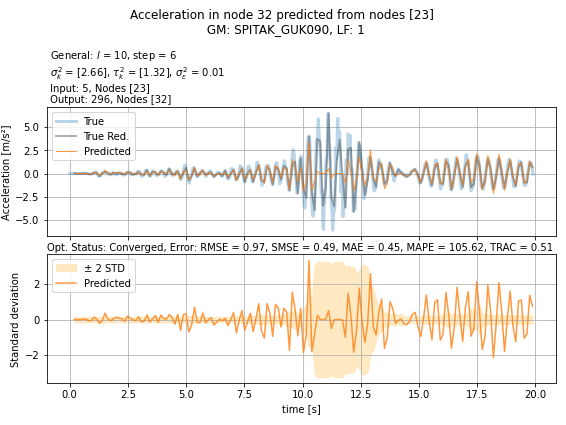 Acceleration in node 32 predicted from nodes [23]
GM: SPITAK_GUK090, LF: 1
General: l = 10, step = 6
σ²ₖ = [2.66], τ²ₖ = [1.32], σ²ε = 0.01
Input: 5, Nodes [23]
Output: 296, Nodes [32]
Acceleration [m/s²]
5.0
2.5
0.0
−2.5
−5.0
True
True Red.
Predicted
Opt. Status: Converged, Error: RMSE = 0.97, SMSE = 0.49, MAE = 0.45, MAPE = 105.62, TRAC = 0.51
Standard deviation
2
0
−2
± 2 STD
Predicted
0.0 2.5 5.0 7.5 10.0 12.5 15.0 17.5 20.0
time [s]